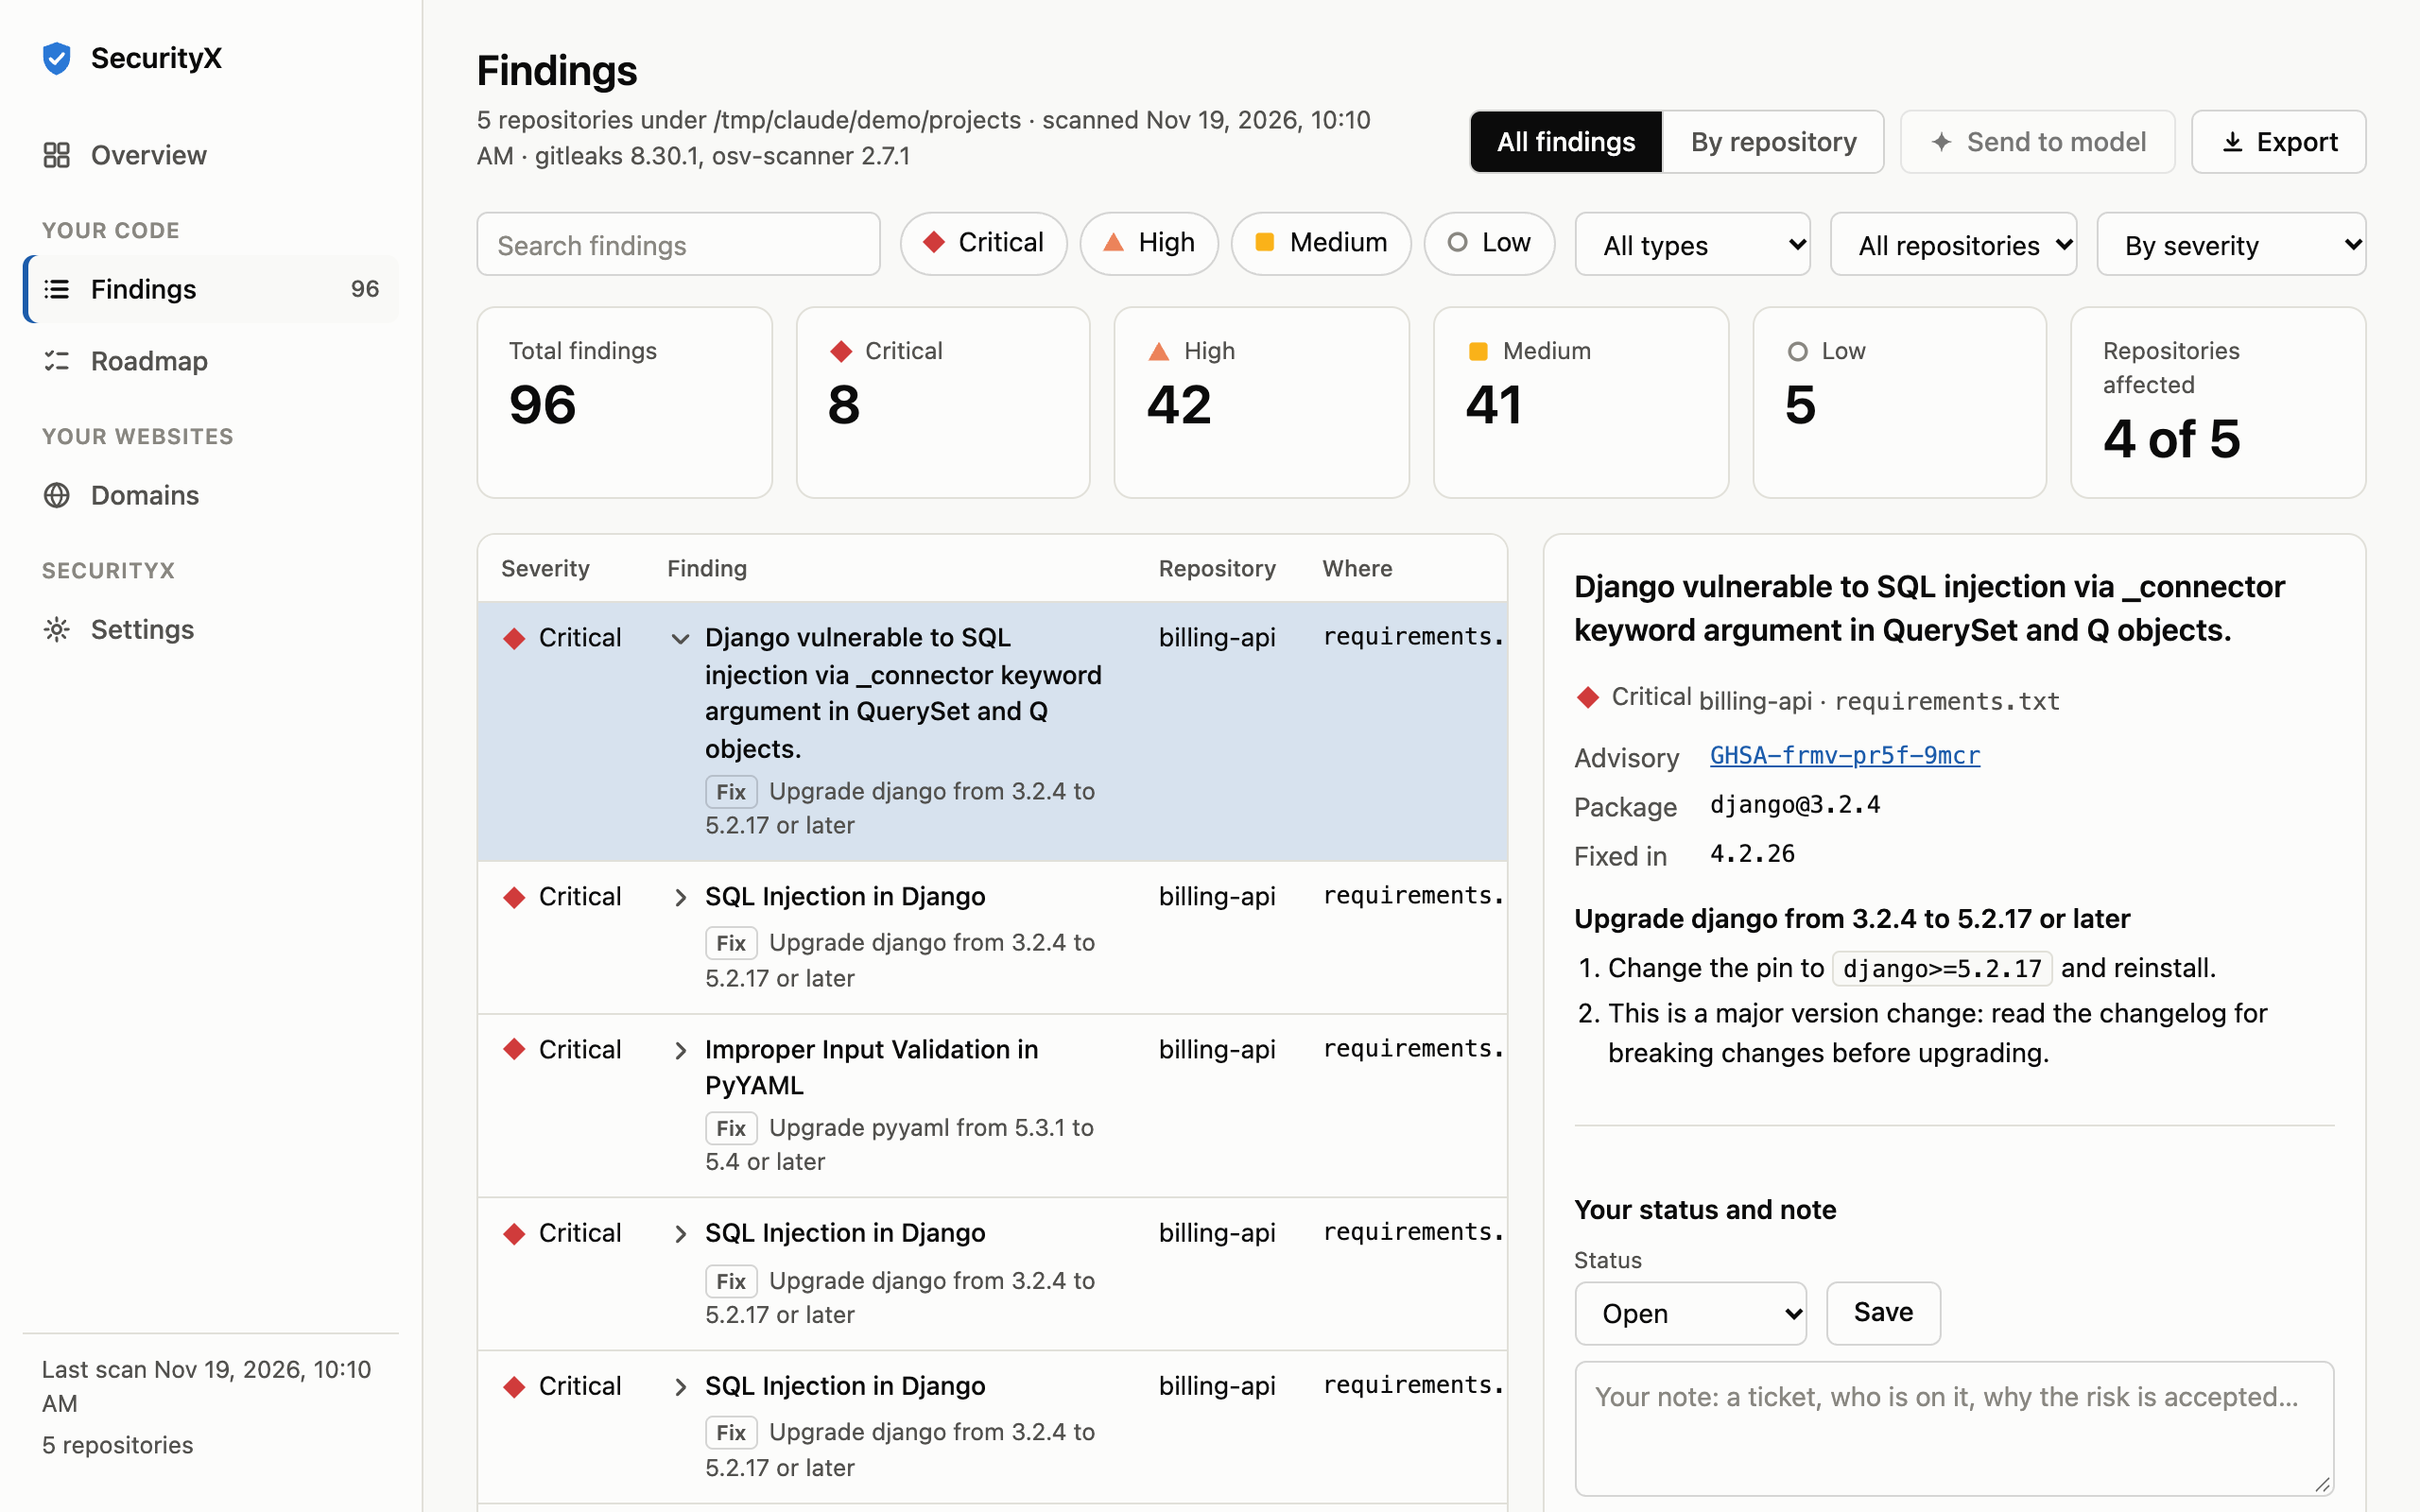 SecurityX
Overview
YOUR CODE
Findings 96
Roadmap
YOUR WEBSITES
Domains
SECURITYX
Settings
Last scan Nov 19, 2026, 10:10
AM
5 repositories
Findings
5 repositories under /tmp/claude/demo/projects · scanned Nov 19, 2026, 10:10
AM · gitleaks 8.30.1, osv-scanner 2.7.1
All findings By repository Send to model Export
Search findings Critical High Medium Low All types All repositories By severity
Total findings
96
Critical
8
High
42
Medium
41
Low
5
Repositories
affected
4 of 5
Severity Finding Repository Where
Critical Django vulnerable to SQL billing-api requirements.
injection via _connector keyword
argument in QuerySet and Q
objects.
Fix Upgrade django from 3.2.4 to
5.2.17 or later
Critical SQL Injection in Django billing-api requirements.
Fix Upgrade django from 3.2.4 to
5.2.17 or later
Critical Improper Input Validation in billing-api requirements.
PyYAML
Fix Upgrade pyyaml from 5.3.1 to
5.4 or later
Critical SQL Injection in Django billing-api requirements.
Fix Upgrade django from 3.2.4 to
5.2.17 or later
Critical SQL Injection in Django billing-api requirements.
Fix Upgrade django from 3.2.4 to
5.2.17 or later
Django vulnerable to SQL injection via _connector
keyword argument in QuerySet and Q objects.
Critical billing-api · requirements.txt
Advisory GHSA-frmv-pr5f-9mcr
Package django@3.2.4
Fixed in 4.2.26
Upgrade django from 3.2.4 to 5.2.17 or later
1. Change the pin to django>=5.2.17 and reinstall.
2. This is a major version change: read the changelog for
breaking changes before upgrading.
Your status and note
Status
Open Save
Your note: a ticket, who is on it, why the risk is accepted...